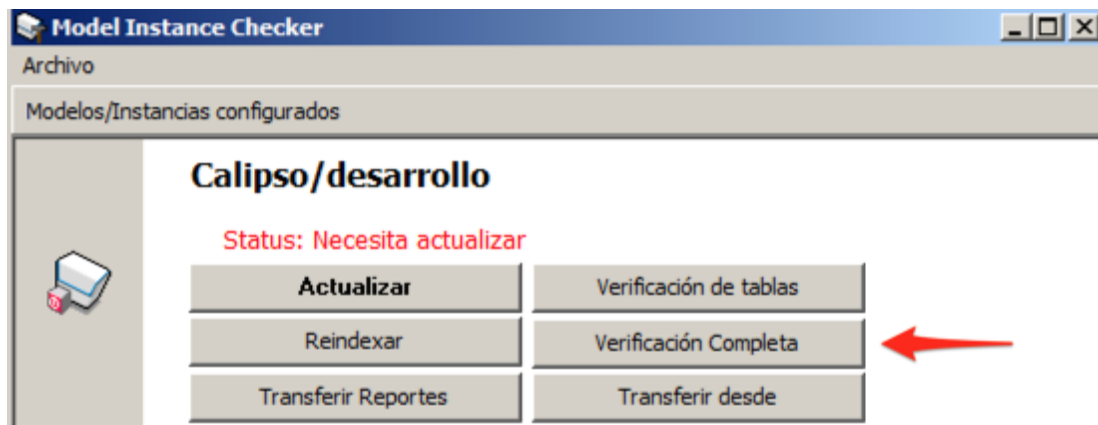 Model Instance Checker
Archivo
Modelos/Instancias configurados
Calipso/desarrollo
Status: Necesita actualizar
Actualizar Verificación de tablas
Reindexar Verificación Completa
Transferir Reportes Transferir desde